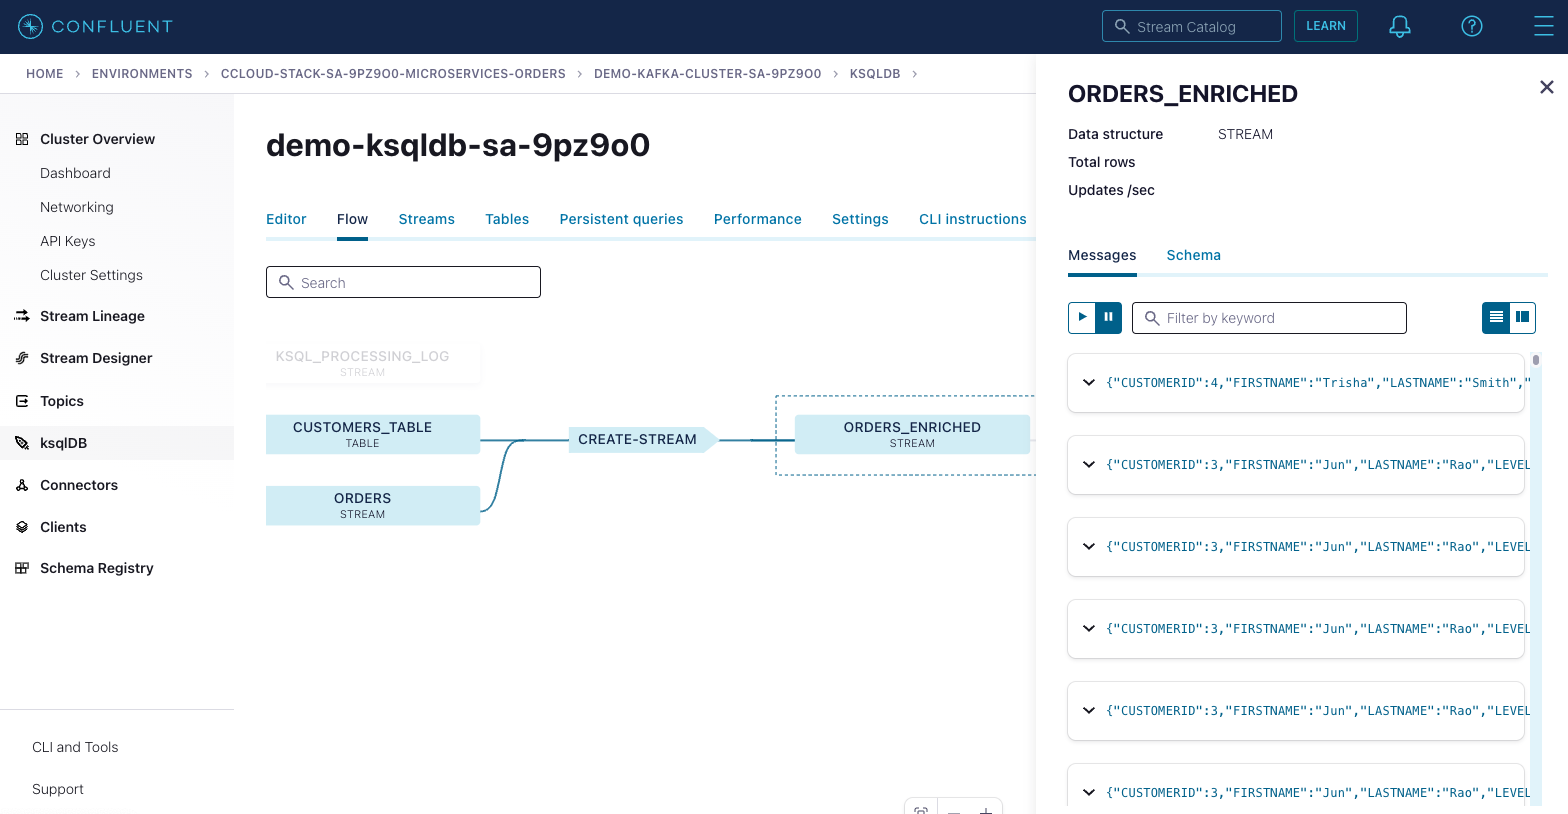 CONFLUENT
Stream Catalog
LEARN
HOME > ENVIRONMENTS > CCLOUD-STACK-SA-9PZ9O0-MICROSERVICES-ORDERS > DEMO-KAFKA-CLUSTER-SA-9PZ9O0 > KSQLDB >
Cluster Overview
Dashboard
Networking
API Keys
Cluster Settings
Stream Lineage
Stream Designer
Topics
ksqlDB
Connectors
Clients
Schema Registry
CLI and Tools
Support
demo-ksqldb-sa-9pz9o0
Editor Flow Streams Tables Persistent queries Performance Settings CLI instructions
Search
KSQL_PROCESSING_LOG
STREAM
CUSTOMERS_TABLE
TABLE
CREATE-STREAM
ORDERS_ENRICHED
STREAM
ORDERS
STREAM
ORDERS_ENRICHED
Data structure STREAM
Total rows
Updates /sec
Messages Schema
Filter by keyword
{"CUSTOMERID":4,"FIRSTNAME":"Trisha","LASTNAME":"Smith","
{"CUSTOMERID":3,"FIRSTNAME":"Jun","LASTNAME":"Rao","LEVEL
{"CUSTOMERID":3,"FIRSTNAME":"Jun","LASTNAME":"Rao","LEVEL
{"CUSTOMERID":3,"FIRSTNAME":"Jun","LASTNAME":"Rao","LEVEL
{"CUSTOMERID":3,"FIRSTNAME":"Jun","LASTNAME":"Rao","LEVEL
{"CUSTOMERID":3,"FIRSTNAME":"Jun","LASTNAME":"Rao","LEVEL